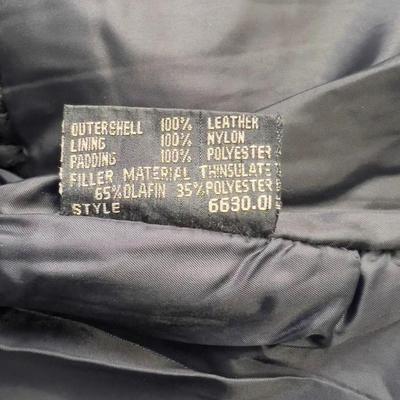 OUTERSHELL 100% LEATHER
LINING 100% NYLON
PADDING 100% POLYESTER
FILLER MATERIAL THINSULATE
65% OLAFIN 35% POLYESTER
STYLE 6630.01